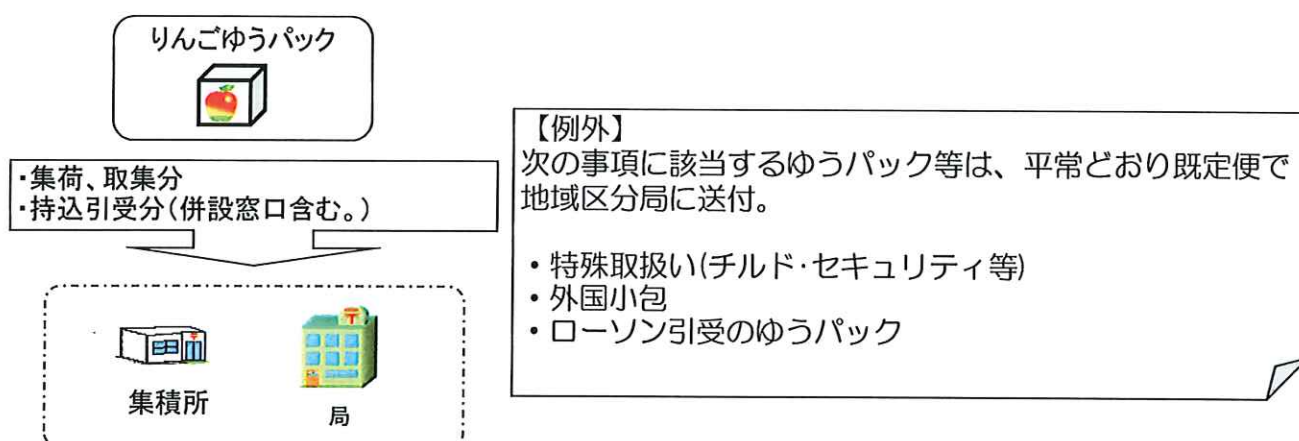 りんごゆうパック
・集荷、取集分
・持込引受分(併設窓口含む。)
集積所
局
【例外】
次の事項に該当するゆうパック等は、平常どおり既定便で
地域区分局に送付。
・特殊取扱い(チルド・セキュリティ等)
・外国小包
・ローソン引受のゆうパック